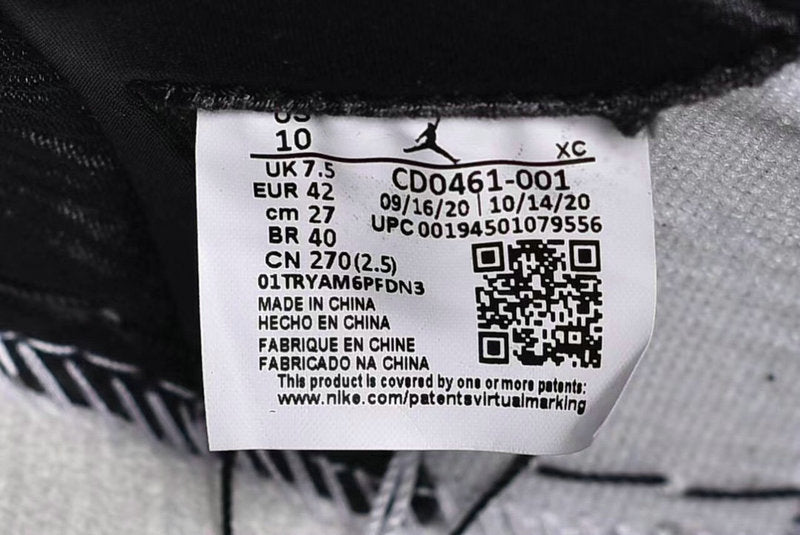 US
10
XC
UK 7.5
EUR 42
cm 27
BR 40
CN 270(2.5)
CD0461-001
09/16/20 | 10/14/20
UPC 00194501079556
01TRYAM6PFDN3
MADE IN CHINA
HECHO EN CHINA
FABRIQUE EN CHINE
FABRICADO NA CHINA
This product is covered by one or more patents:
www.nike.com/patentsvirtualmarking